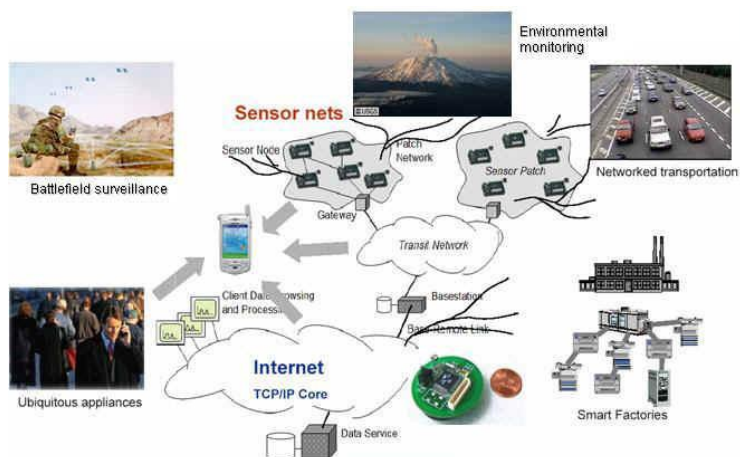 Environmental
monitoring
Sensor nets
Sensor Node
Patch
Network
Sensor Patch
Networked transportation
Battlefield surveillance
Gateway
Transit Network
Client Data Browsing
and Processing
Basestation
Base-Remote Link
Internet
TCP/IP Core
Ubiquitous appliances
Smart Factories
Data Service
USGS